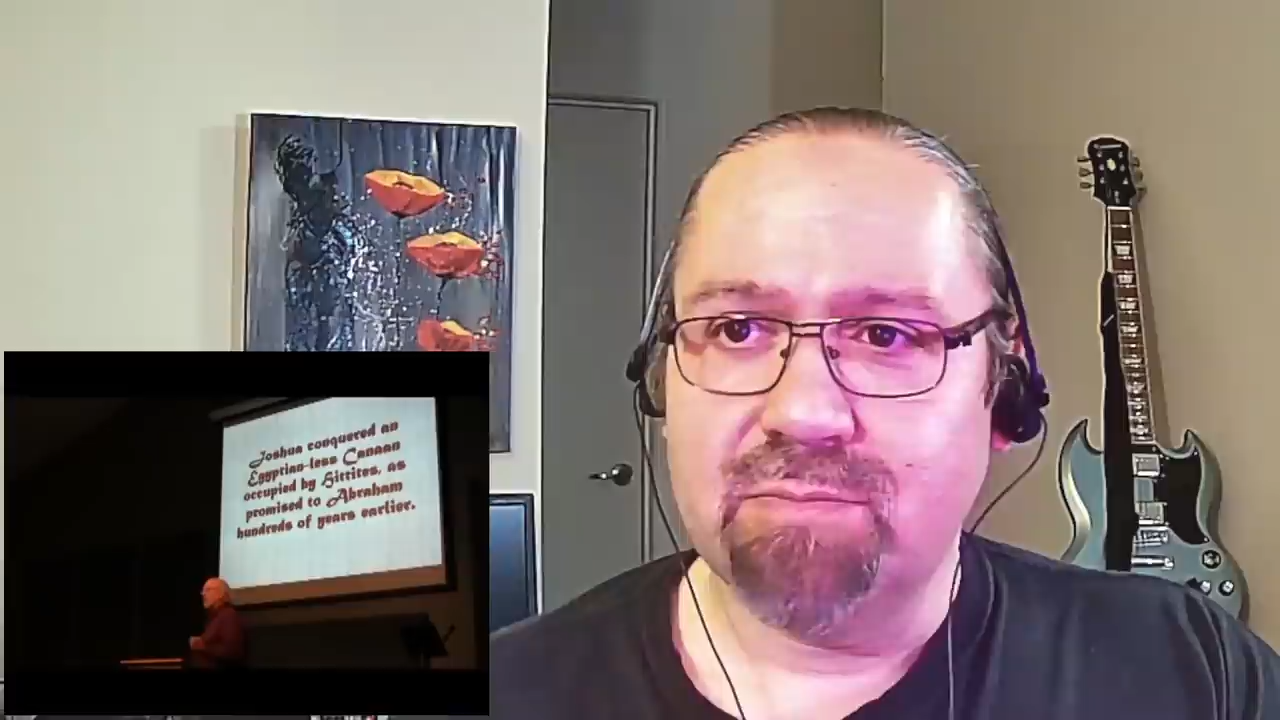 Joshua conquered an
Egyptian-less Canaan
occupied by Hittites, as
promised to Abraham
hundreds of years earlier.